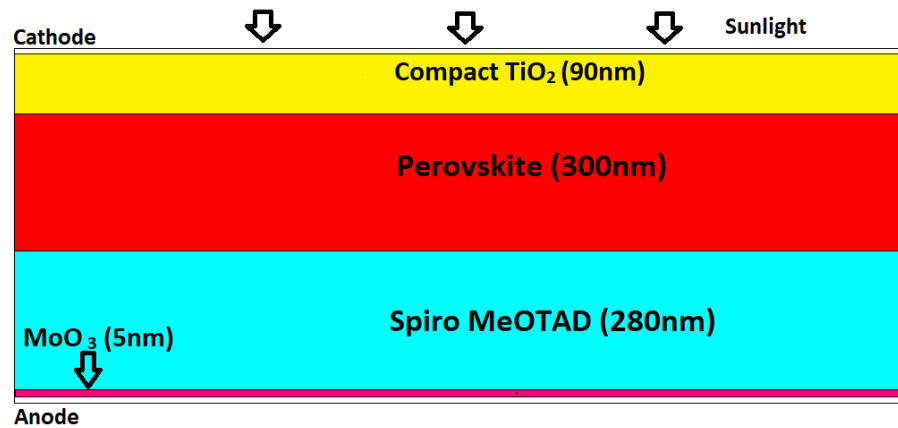 Sunlight
Cathode
Compact TiO₂ (90nm)
Perovskite (300nm)
Spiro MeOTAD (280nm)
MoO₃ (5nm)
Anode